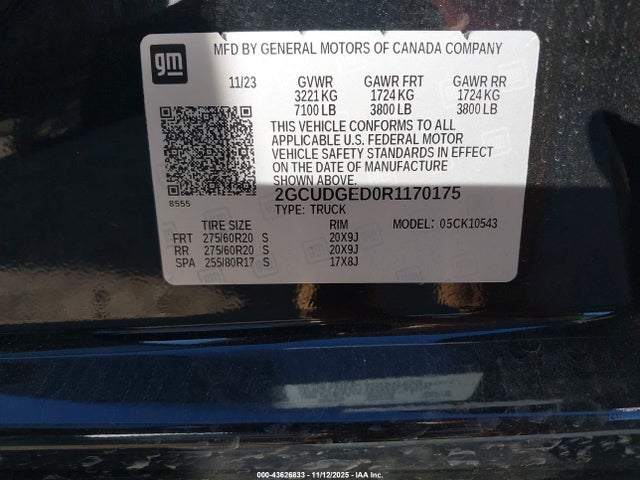 gm
MFD BY GENERAL MOTORS OF CANADA COMPANY
11/23 GVWR GAWR FRT GAWR RR
3221 KG 1724 KG 1724 KG
7100 LB 3800 LB 3800 LB
THIS VEHICLE CONFORMS TO ALL
APPLICABLE U.S. FEDERAL MOTOR
VEHICLE SAFETY STANDARDS IN EFFECT
ON THE DATE OF MANUFACTURE
SHOWN ABOVE.
8555 2GCUDGED0R1170175
TYPE: TRUCK MODEL: 05CK10543
TIRE SIZE RIM
FRT 275/60R20 S 20X9J
RR 275/60R20 S 20X9J
SPA 255/80R17 S 17X8J
000-43626833 - 11/12/2025 - IAA Inc.